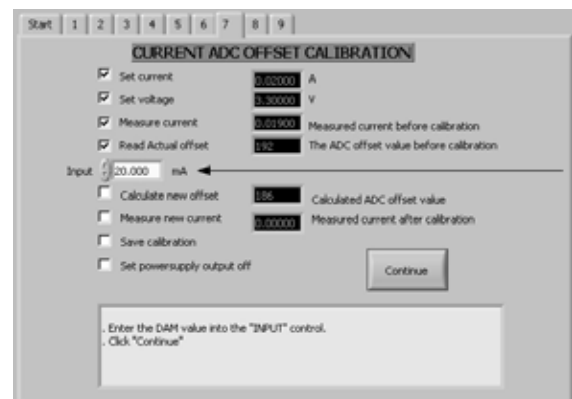 Start 1 2 3 4 5 6 7 8 9
CURRENT ADC OFFSET CALIBRATION
Set current 0.02000 A
Set voltage 3.30000 V
Measure current 0.01900 Measured current before calibration
Read Actual offset 192 The ADC offset value before calibration
Input 20.000 mA
Calculate new offset 186 Calculated ADC offset value
Measure new current 0.00000 Measured current after calibration
Save calibration
Set powersupply output off
Continue
. Enter the DAM value into the "INPUT" control.
. Click "Continue"